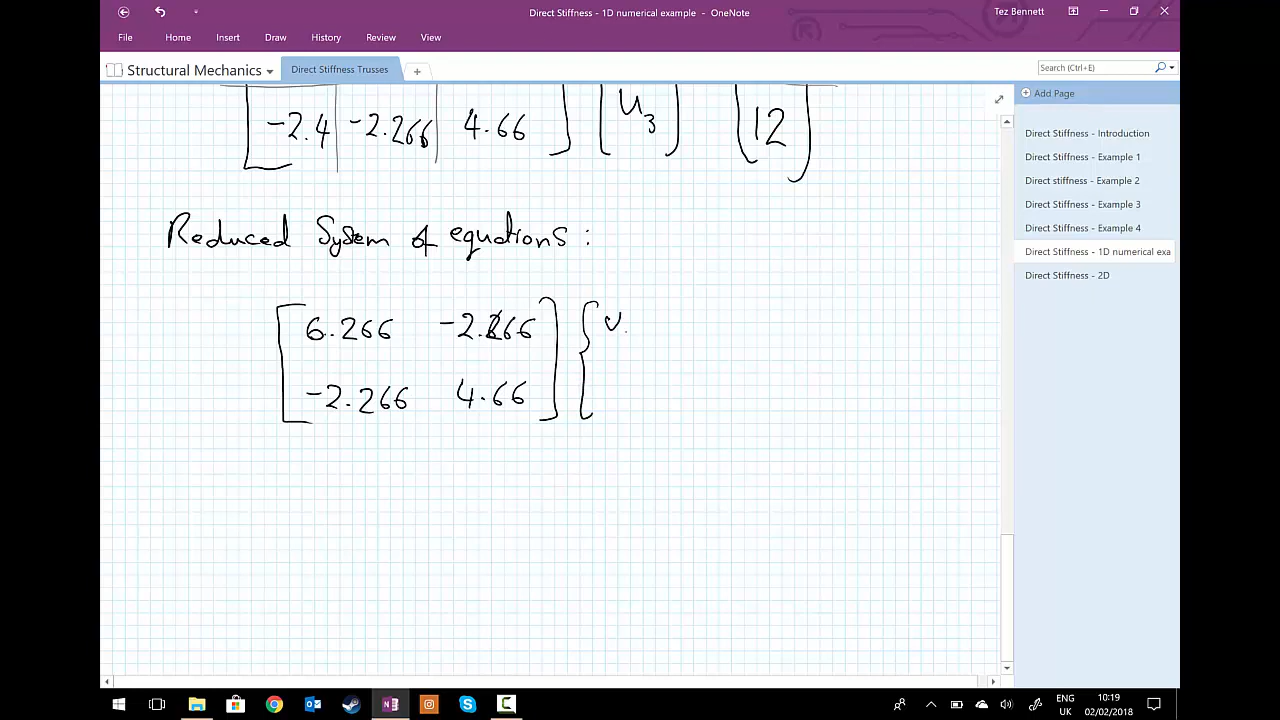 Direct Stiffness - 1D numerical example - OneNote
Tez Bennett
File Home Insert Draw History Review View
Structural Mechanics
Direct Stiffness Trusses
+
Search (Ctrl+E)
Add Page
Direct Stiffness - Introduction
Direct Stiffness - Example 1
Direct stiffness - Example 2
Direct Stiffness - Example 3
Direct Stiffness - Example 4
Direct Stiffness - 1D numerical exa
Direct Stiffness - 2D
-2.4 -2.266 4.66 u3 12
Reduced System of equations :
6.266 -2.266 u
-2.266 4.66
ENG 10:19
UK 02/02/2018